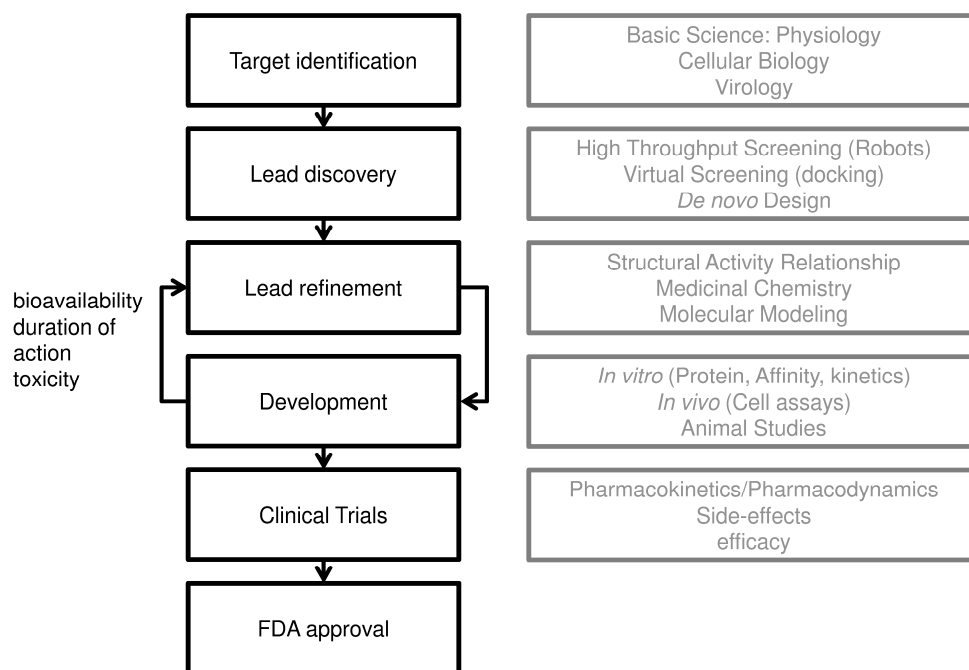 Target identification
Basic Science: Physiology
Cellular Biology
Virology
Lead discovery
High Throughput Screening (Robots)
Virtual Screening (docking)
De novo Design
bioavailability
duration of
action
toxicity
Lead refinement
Structural Activity Relationship
Medicinal Chemistry
Molecular Modeling
Development
In vitro (Protein, Affinity, kinetics)
In vivo (Cell assays)
Animal Studies
Clinical Trials
Pharmacokinetics/Pharmacodynamics
Side-effects
efficacy
FDA approval